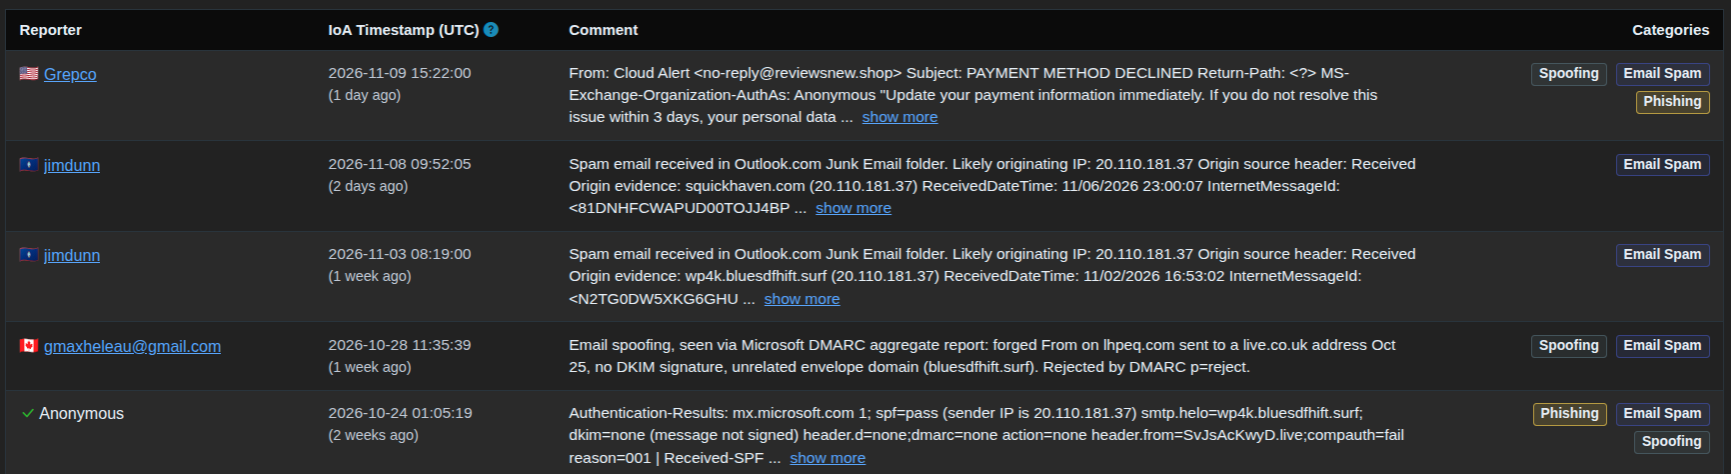 Reporter IoA Timestamp (UTC) ? Comment Categories
Grepco 2026-11-09 15:22:00 From: Cloud Alert <no-reply@reviewsnew.shop> Subject: PAYMENT METHOD DECLINED Return-Path: <?> MS- Spoofing Email Spam
(1 day ago) Exchange-Organization-AuthAs: Anonymous "Update your payment information immediately. If you do not resolve this Phishing
issue within 3 days, your personal data ... show more
jimdunn 2026-11-08 09:52:05 Spam email received in Outlook.com Junk Email folder. Likely originating IP: 20.110.181.37 Origin source header: Received Email Spam
(2 days ago) Origin evidence: squickhaven.com (20.110.181.37) ReceivedDateTime: 11/06/2026 23:00:07 InternetMessageId:
<81DNHFCWAPUD00TOJJ4BP ... show more
jimdunn 2026-11-03 08:19:00 Spam email received in Outlook.com Junk Email folder. Likely originating IP: 20.110.181.37 Origin source header: Received Email Spam
(1 week ago) Origin evidence: wp4k.bluesdfhift.surf (20.110.181.37) ReceivedDateTime: 11/02/2026 16:53:02 InternetMessageId:
<N2TG0DW5XKG6GHU ... show more
gmaxheleau@gmail.com 2026-10-28 11:35:39 Email spoofing, seen via Microsoft DMARC aggregate report: forged From on lhpeq.com sent to a live.co.uk address Oct Spoofing Email Spam
(1 week ago) 25, no DKIM signature, unrelated envelope domain (bluesdfhift.surf). Rejected by DMARC p=reject.
Anonymous 2026-10-24 01:05:19 Authentication-Results: mx.microsoft.com 1; spf=pass (sender IP is 20.110.181.37) smtp.helo=wp4k.bluesdfhift.surf; Phishing Email Spam
(2 weeks ago) dkim=none (message not signed) header.d=none;dmarc=none action=none header.from=SvJsAcKwyD.live;compauth=fail Spoofing
reason=001 | Received-SPF ... show more